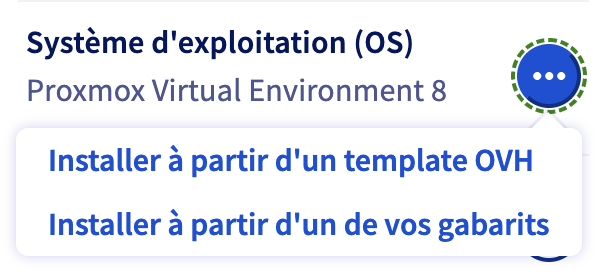 Système d'exploitation (OS)
Proxmox Virtual Environment 8
Installer à partir d'un template OVH
Installer à partir d'un de vos gabarits